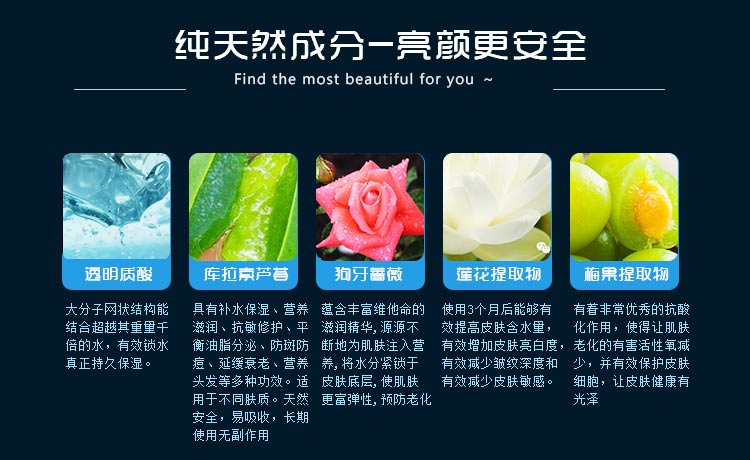 纯天然成分-亮颜更安全
Find the most beautiful for you ~
透明质酸
大分子网状结构能
结合超越其重量千
倍的水，有效锁水
真正持久保湿。
库拉索芦荟
具有补水保湿、营养
滋润、抗敏修护、平
衡油脂分泌、防斑防
痘、延缓衰老、营养
头发等多种功效。适
用于不同肤质。天然
安全，易吸收，长期
使用无副作用
狗牙蔷薇
蕴含丰富维他命的
滋润精华,源源不
断地为肌肤注入营
养,将水分紧锁于
皮肤底层,使肌肤
更富弹性,预防老化
莲花提取物
使用3个月后能够有
效提高皮肤含水量，
有效增加皮肤亮白度，
有效减少皱纹深度和
有效减少皮肤敏感。
梅果提取物
有着非常优秀的抗酸
化作用，使得让肌肤
老化的有害活性氧减
少，并有效保护皮肤
细胞，让皮肤健康有
光泽